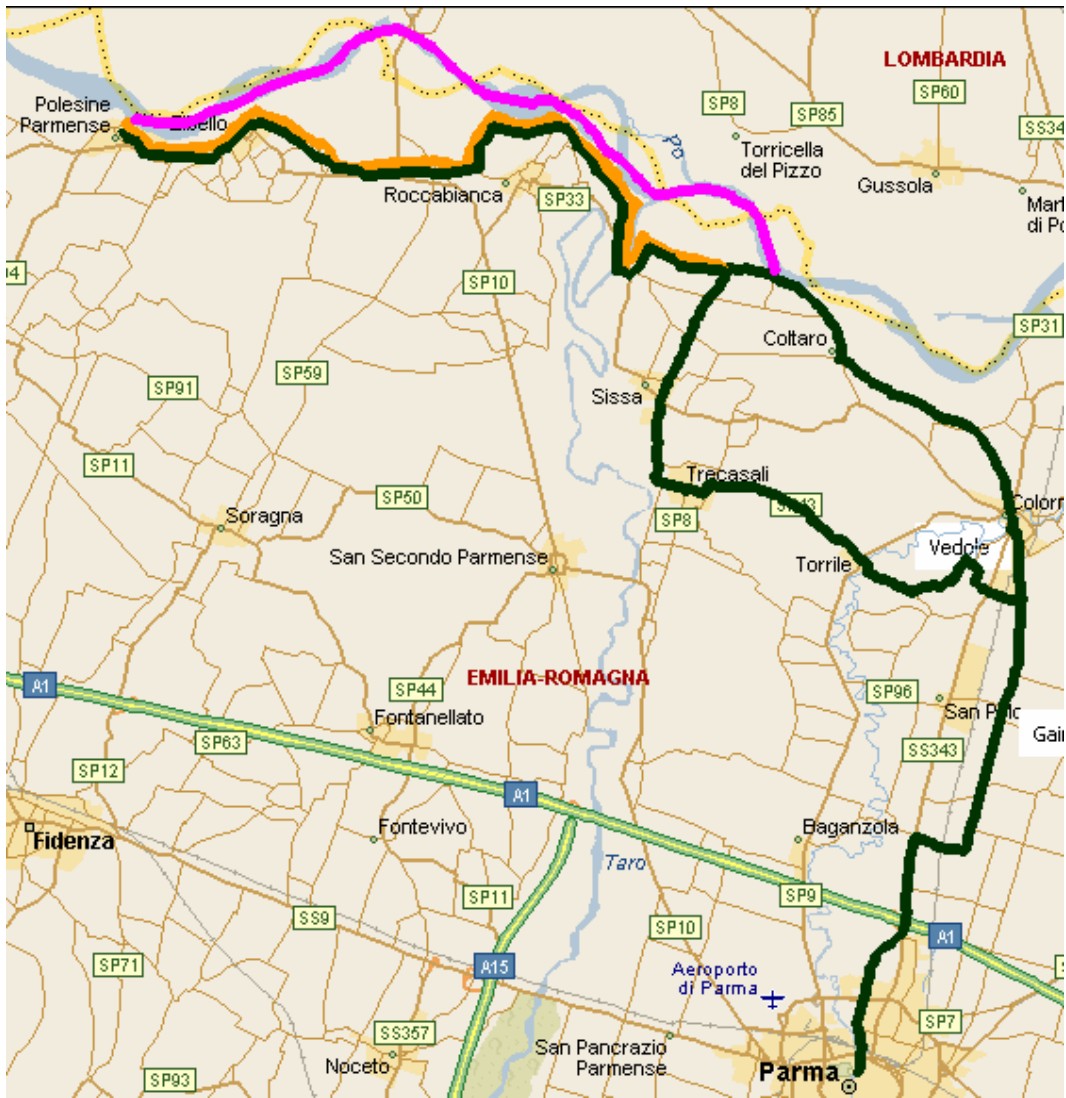 LOMBARDIA
SP60
SP8
SP85
SS34
Polesine
Parmense
Zibello
Po
Torricella
del Pizzo
Gussola
Roccabianca
SP33
di Po
SP10
SP31
Coltaro
SP59
SP91
Sissa
SP11
Trecasali
SP50
SP8
Soragna
San Secondo Parmense
Vedole
Torrile
EMILIA-ROMAGNA
A1
SP44
SP96
Fontanellato
SP63
SS343
SP12
A1
Fidenza
Fontevivo
Baganzola
Taro
SP11
SP9
SS9
SP10
A1
SP71
A15
Aeroporto
di Parma
SP7
SS357
Noceto
San Pancrazio
Parmense
SP93
Parma